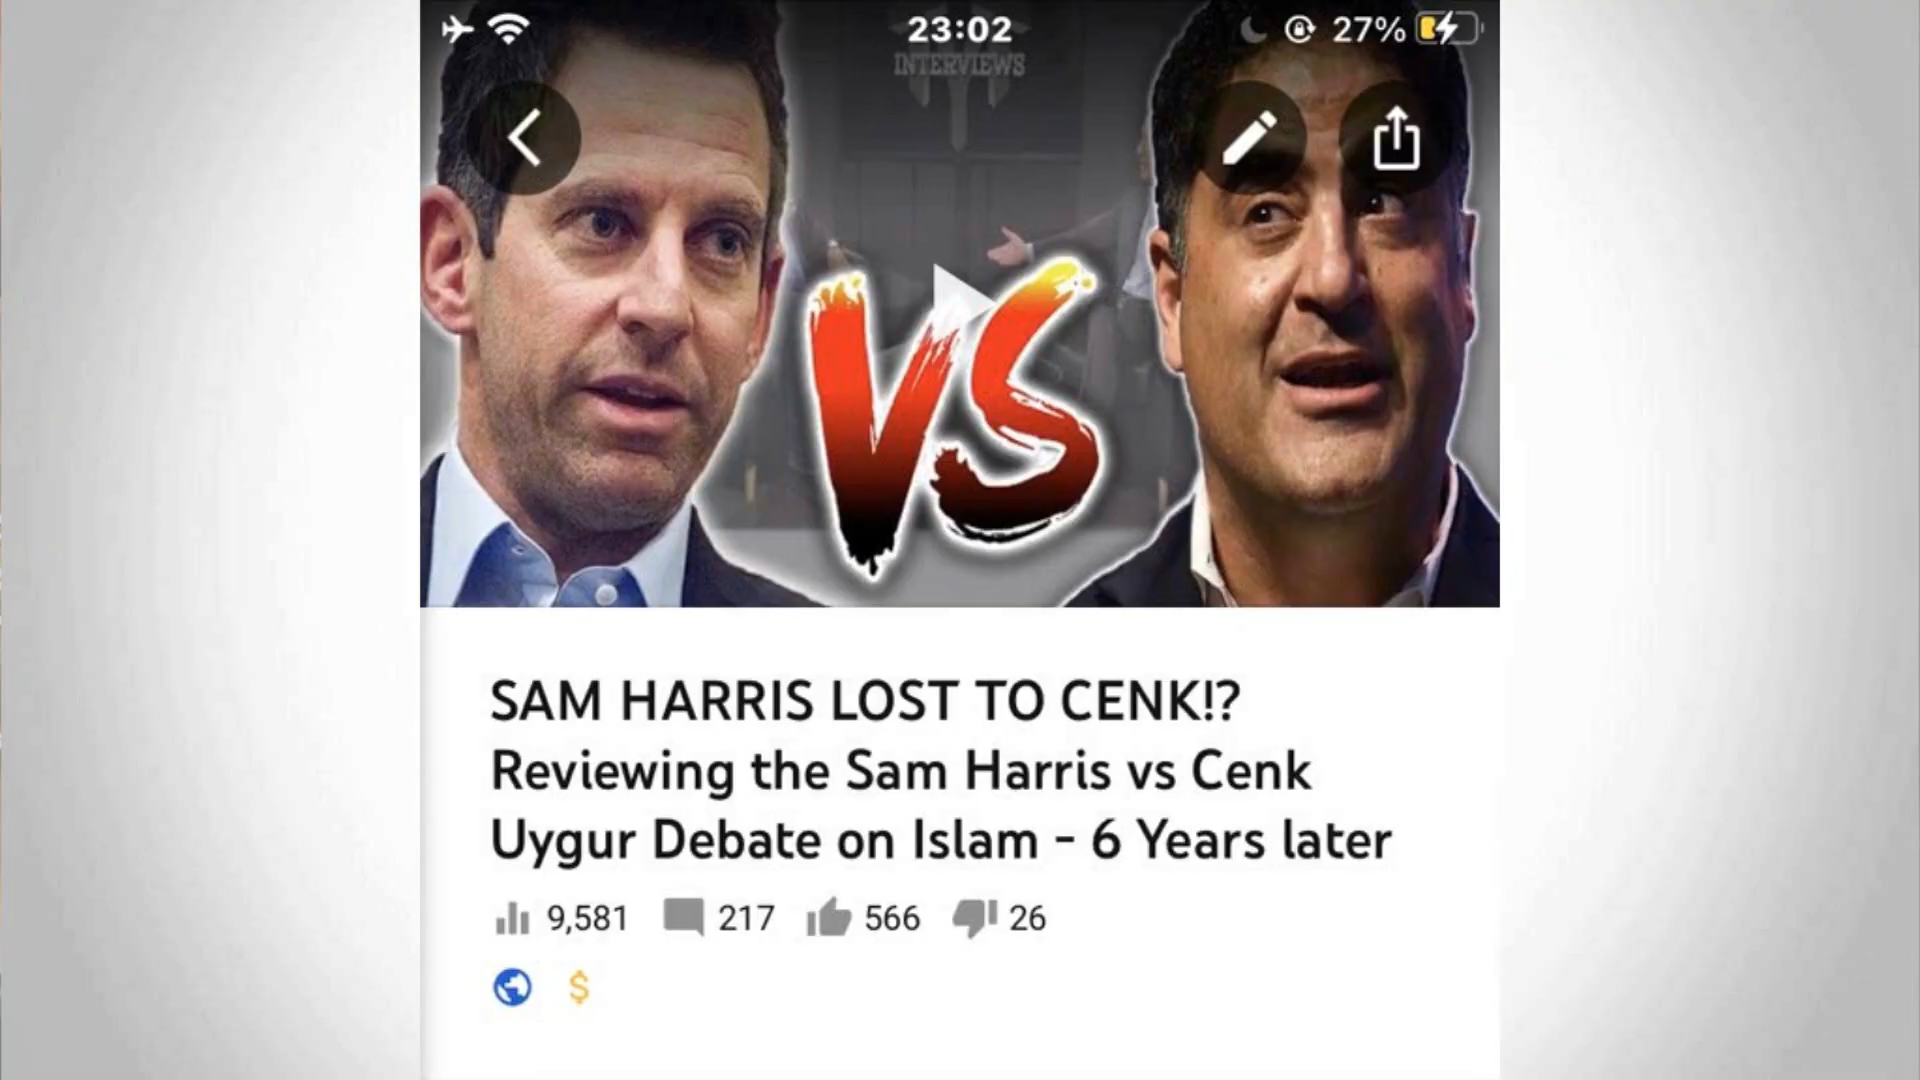 23:02
27%
INTERVIEWS
VS
SAM HARRIS LOST TO CENK!?
Reviewing the Sam Harris vs Cenk
Uygur Debate on Islam - 6 Years later
9,581 217 566 26
$